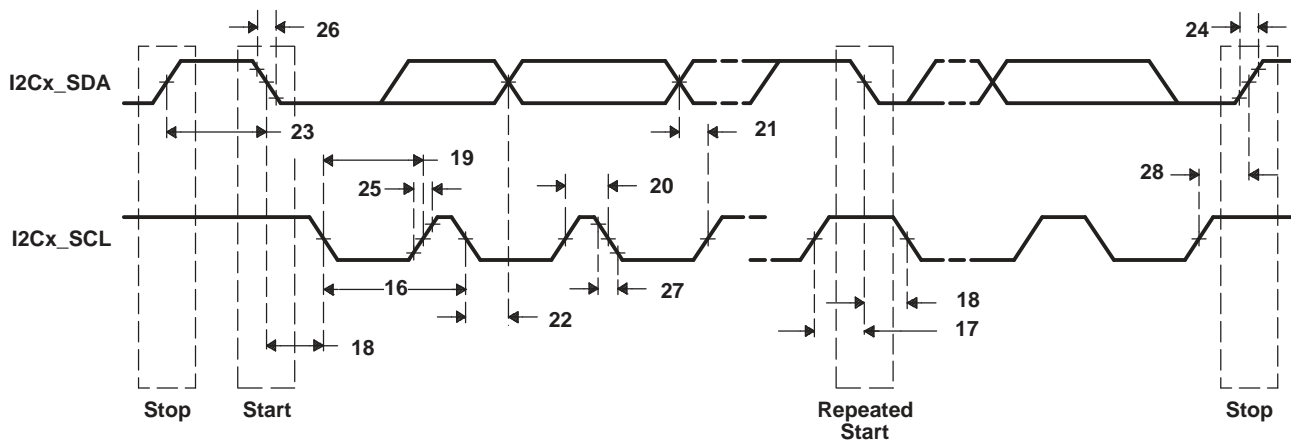 26
24
I2Cx_SDA
23
21
19
25
20
28
I2Cx_SCL
16
27
18
22
17
18
Stop
Start
Repeated
Start
Stop